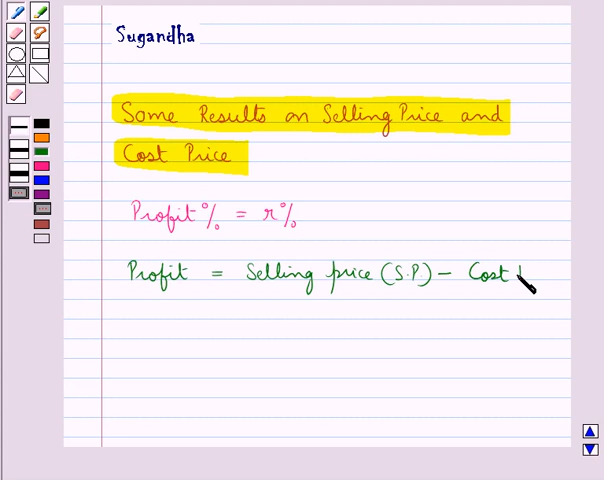 Sugandha
Some Results on Selling Price and
Cost Price
Profit % = r%
Profit = Selling price (S.P.) - Cost